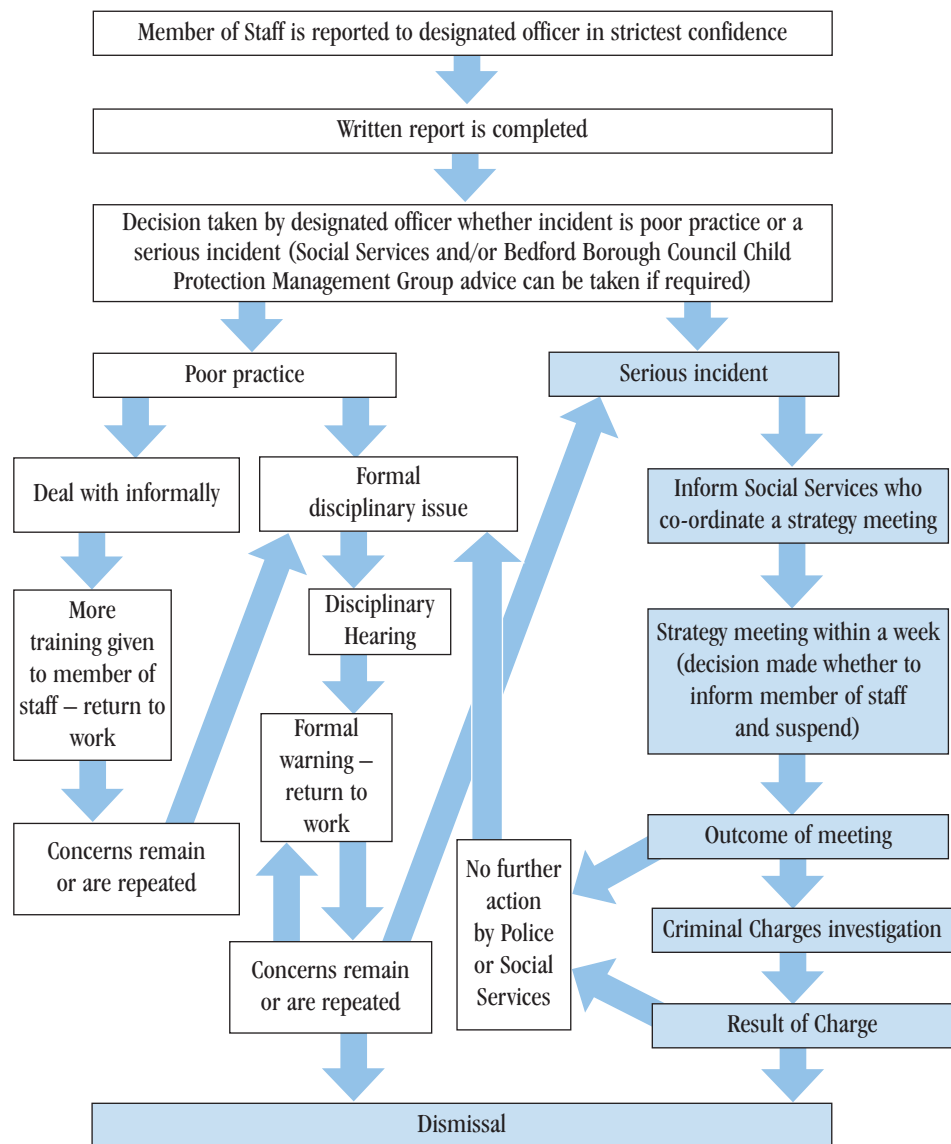 Member of Staff is reported to designated officer in strictest confidence
Written report is completed
Decision taken by designated officer whether incident is poor practice or a
serious incident (Social Services and/or Bedford Borough Council Child
Protection Management Group advice can be taken if required)
Poor practice
Serious incident
Deal with informally
Formal
disciplinary issue
Inform Social Services who
co-ordinate a strategy meeting
More
training given
to member of
staff – return to
work
Disciplinary
Hearing
Strategy meeting within a week
(decision made whether to
inform member of staff
and suspend)
Formal
warning –
return to
work
Concerns remain
or are repeated
No further
action
by Police
or Social
Services
Outcome of meeting
Criminal Charges investigation
Concerns remain
or are repeated
Result of Charge
Dismissal